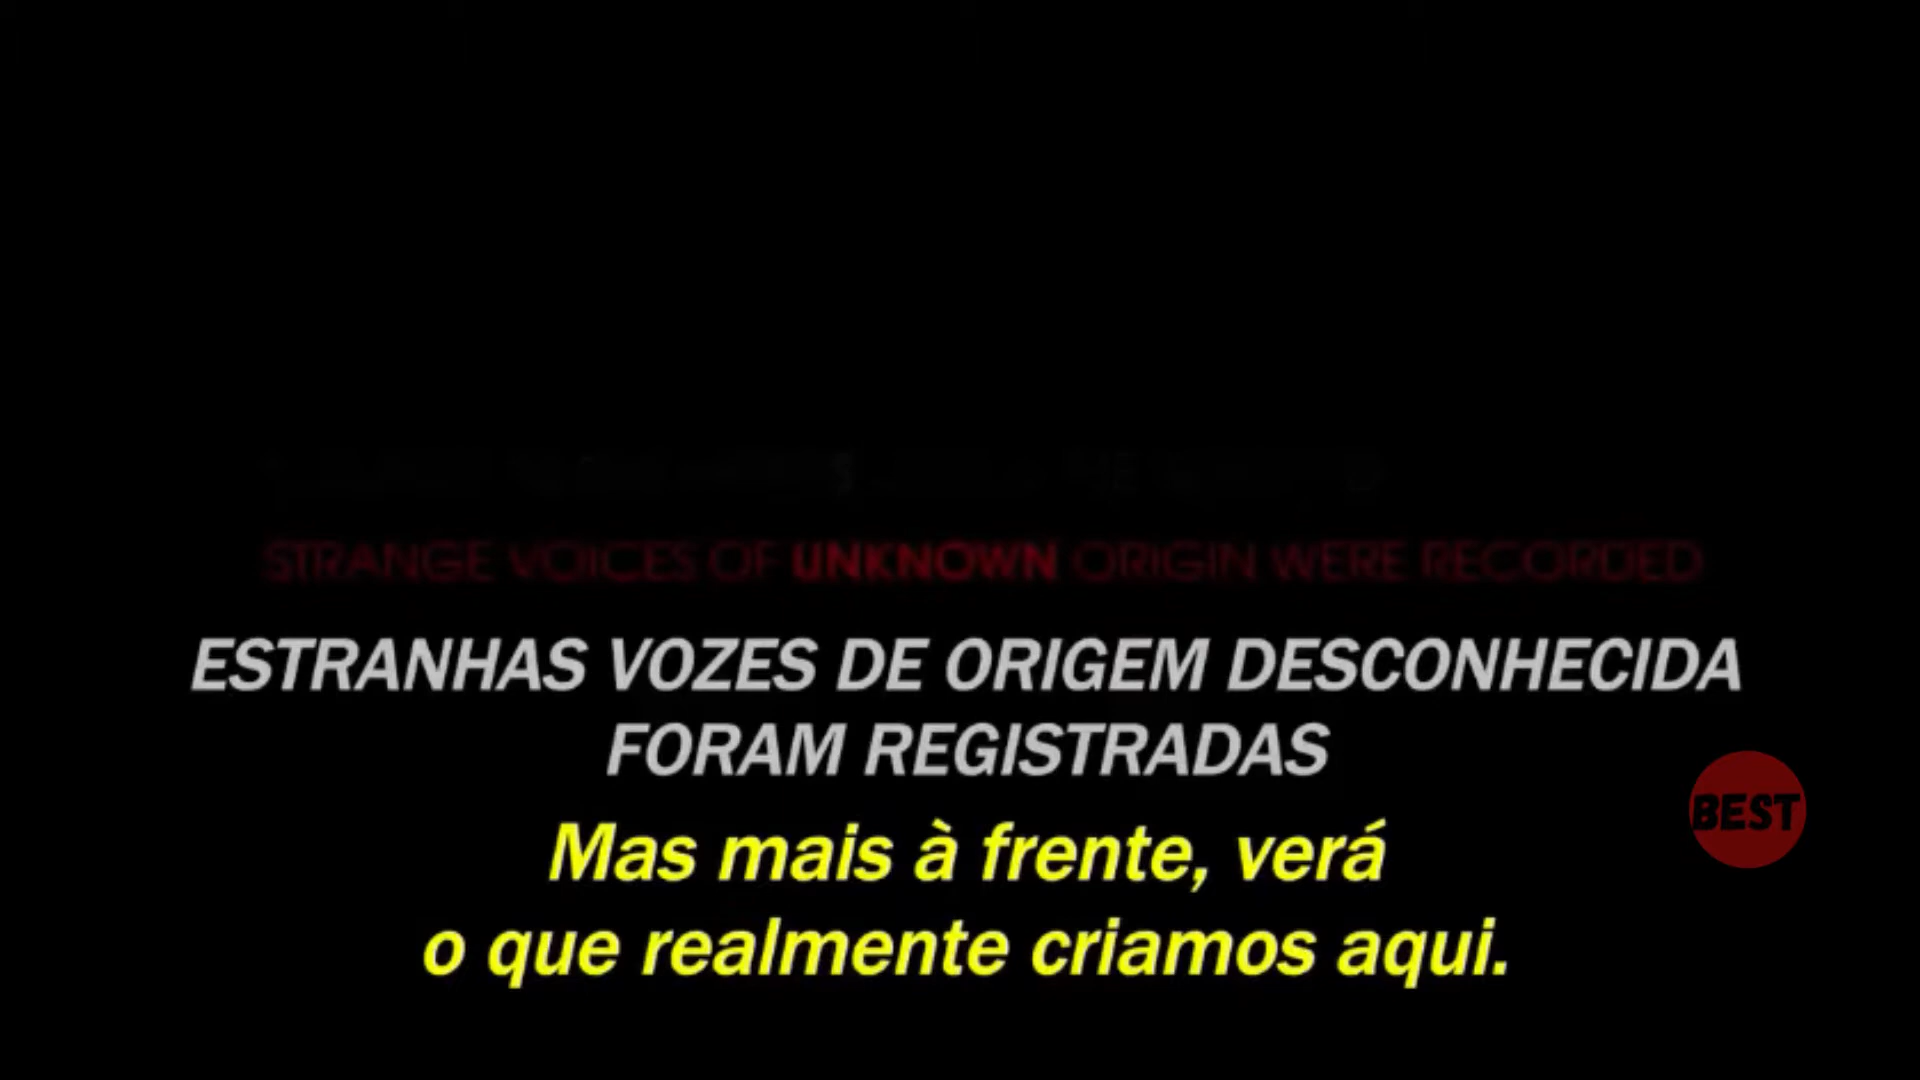 STRANGE VOICES OF UNKNOWN ORIGIN WERE RECORDED
ESTRANHAS VOZES DE ORIGEM DESCONHECIDA
FORAM REGISTRADAS
BEST
Mas mais à frente, verá
o que realmente criamos aqui.